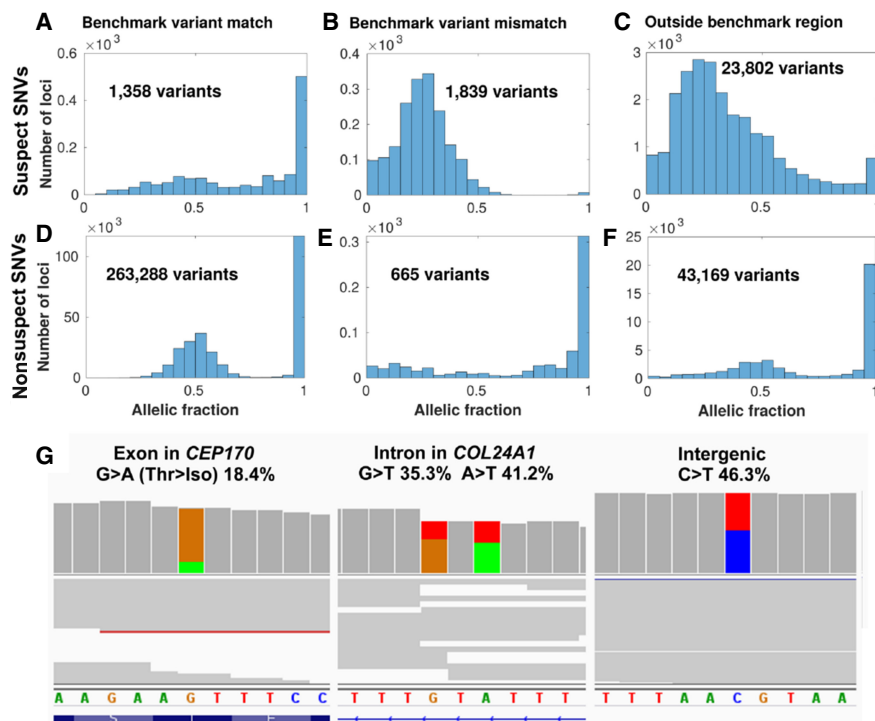 A
Benchmark variant match
B
Benchmark variant mismatch
C
Outside benchmark region
Suspect SNVs
Number of loci
×10³
0.6
0.4
0.2
0
1,358 variants
0
0.5
1
×10³
0.4
0.3
0.2
0.1
0
1,839 variants
0
0.5
1
×10³
3
2
1
0
23,802 variants
0
0.5
1
Nonsuspect SNVs
Number of loci
D
×10³
100
50
0
263,288 variants
0
0.5
1
Allelic fraction
E
×10³
0.3
0.2
0.1
0
665 variants
0
0.5
1
Allelic fraction
F
×10³
25
20
15
10
5
0
43,169 variants
0
0.5
1
Allelic fraction
G
Exon in CEP170
G>A (Thr>Iso) 18.4%
Intron in COL24A1
G>T 35.3% A>T 41.2%
Intergenic
C>T 46.3%
A A G A A G T T T C C
T T T G T A T T T
T T T A A C G T A A